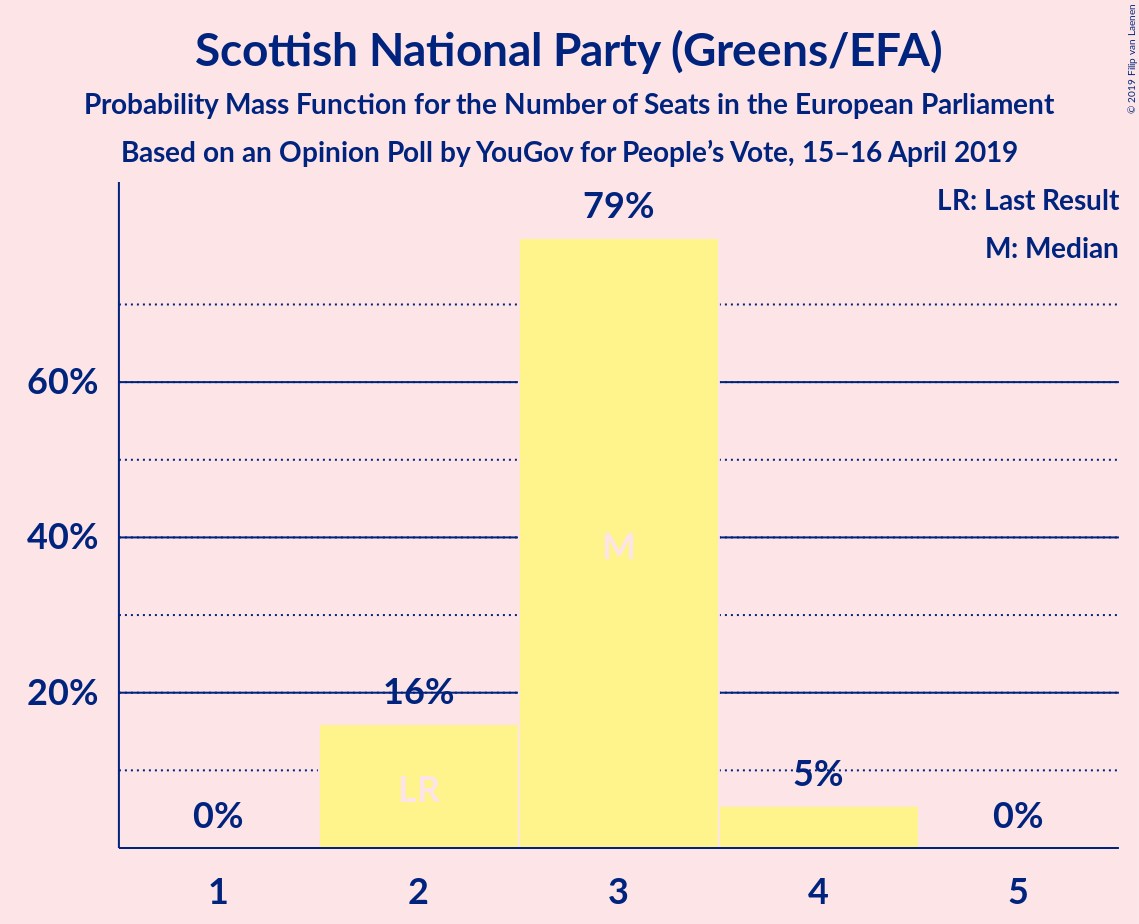 Scottish National Party (Greens/EFA)
Probability Mass Function for the Number of Seats in the European Parliament
Based on an Opinion Poll by YouGov for People’s Vote, 15–16 April 2019
© 2019 Filip van Laenen
LR: Last Result
M: Median
79%
60%
40%
M
20%
16%
LR
5%
0%
0%
1
2
3
4
5